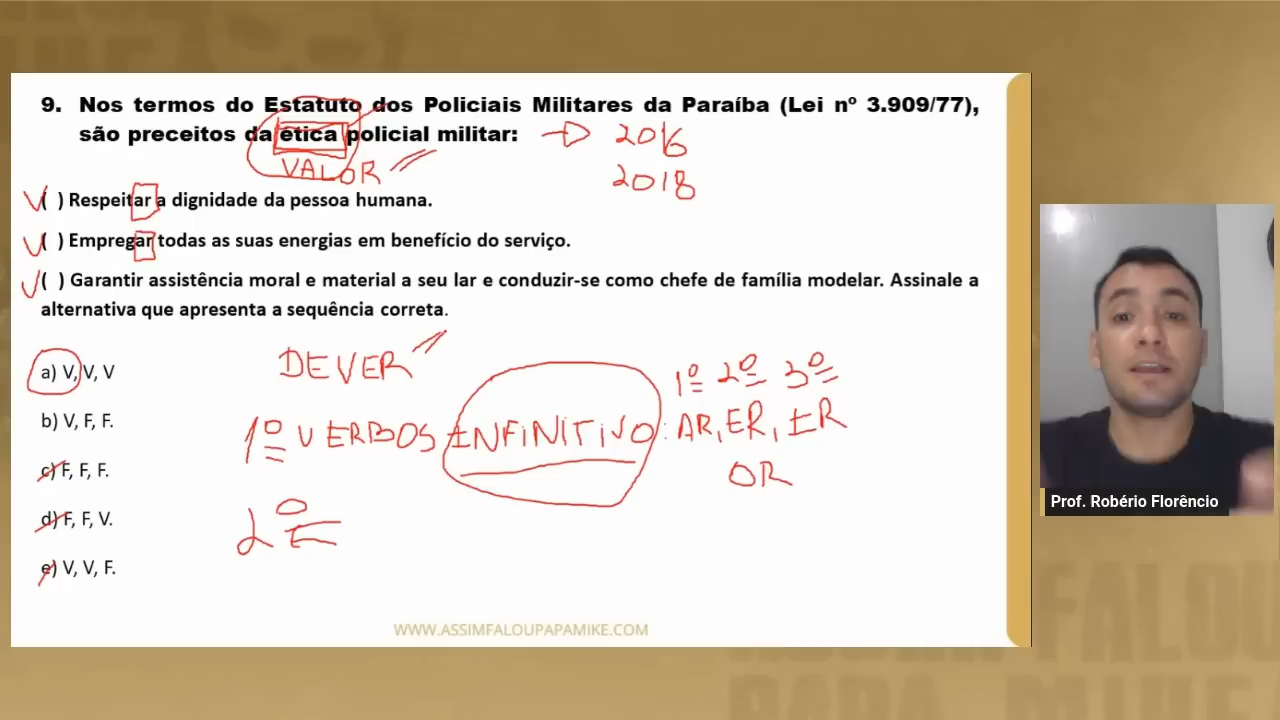 9. Nos termos do Estatuto dos Policiais Militares da Paraíba (Lei nº 3.909/77),
são preceitos da ética policial militar:
2016
VALOR
2018
V ( ) Respeitar a dignidade da pessoa humana.
V ( ) Empregar todas as suas energias em benefício do serviço.
V ( ) Garantir assistência moral e material a seu lar e conduzir-se como chefe de família modelar. Assinale a
alternativa que apresenta a sequência correta.
DEVER
a) V, V, V
1º 2º 3º
b) V, F, F.
1º VERBOS INFINITIVO: AR, ER, IR
OR
c) F, F, F.
Prof. Robério Florêncio
d) F, F, V.
2º
e) V, V, F.
WWW.ASSIMFALOUPAPAMIKE.COM
FALOU